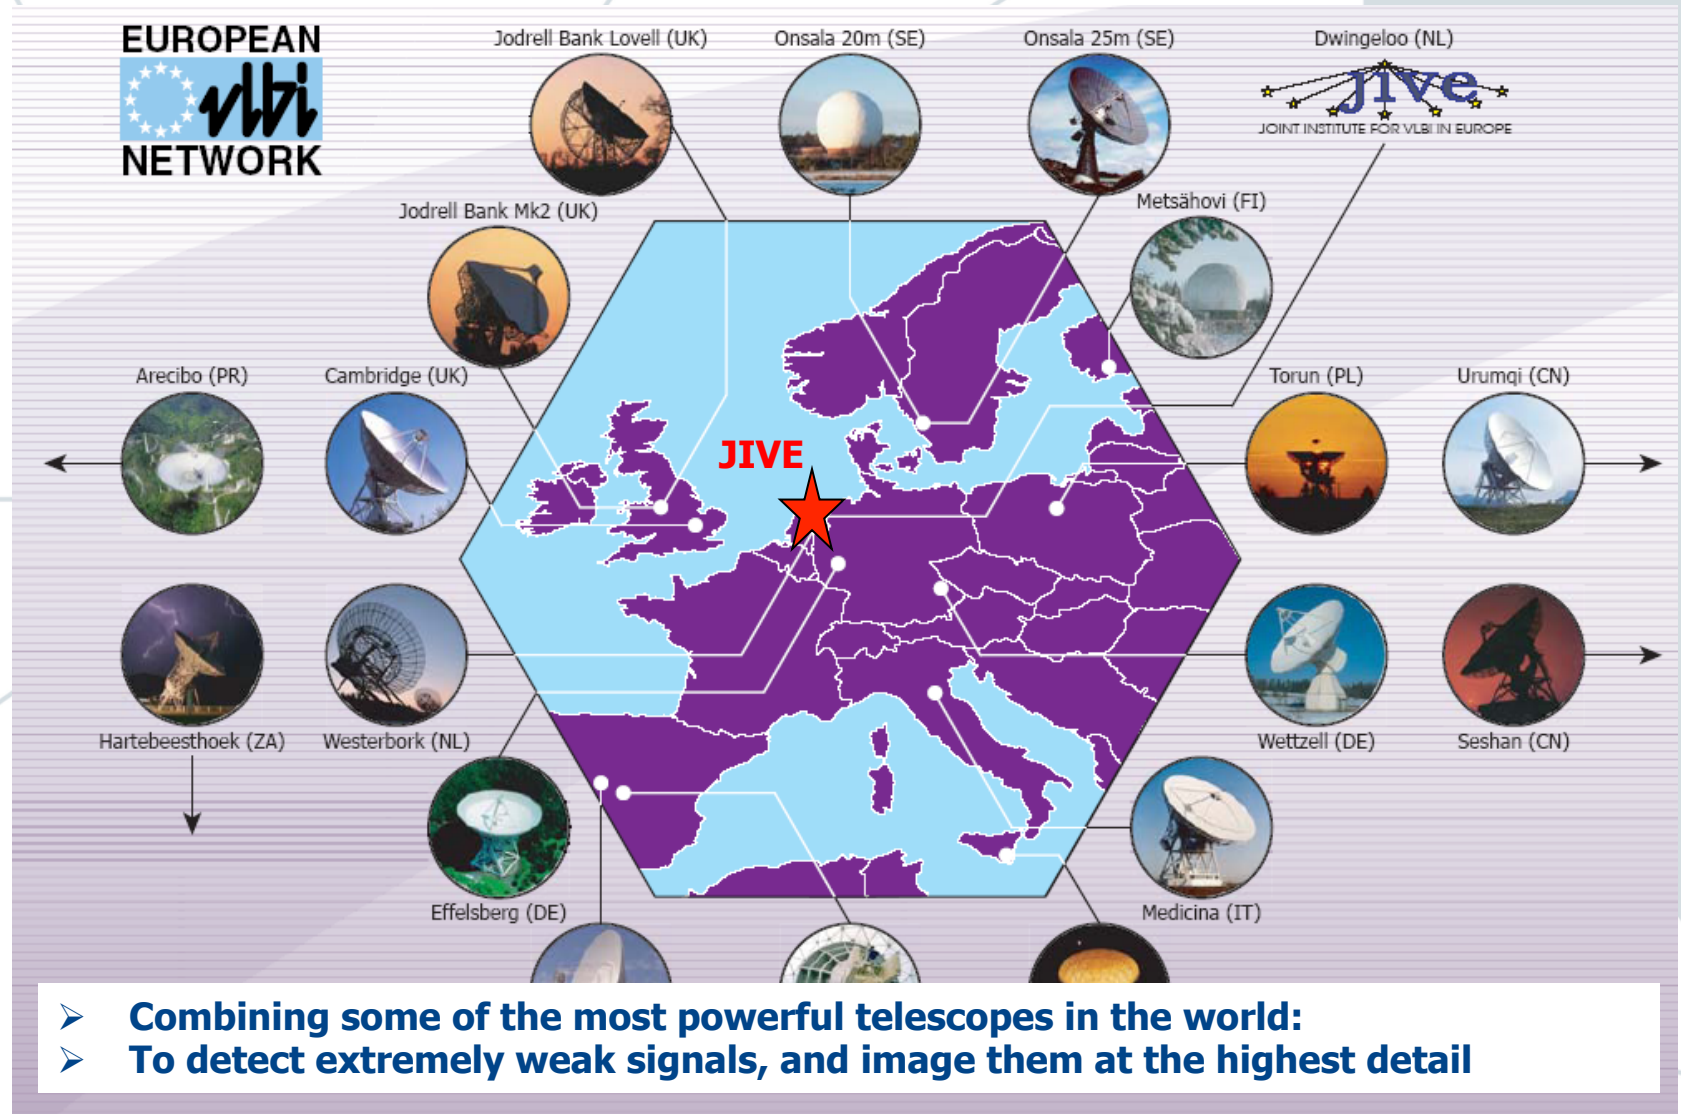 EUROPEAN
vlbi
NETWORK
Jodrell Bank Lovell (UK)
Onsala 20m (SE)
Onsala 25m (SE)
Dwingeloo (NL)
jive
JOINT INSTITUTE FOR VLBI IN EUROPE
Jodrell Bank Mk2 (UK)
Metsähovi (FI)
Arecibo (PR)
Cambridge (UK)
Torun (PL)
Urumqi (CN)
JIVE
Hartebeesthoek (ZA)
Westerbork (NL)
Wettzell (DE)
Seshan (CN)
Effelsberg (DE)
Medicina (IT)
➢ Combining some of the most powerful telescopes in the world:
➢ To detect extremely weak signals, and image them at the highest detail